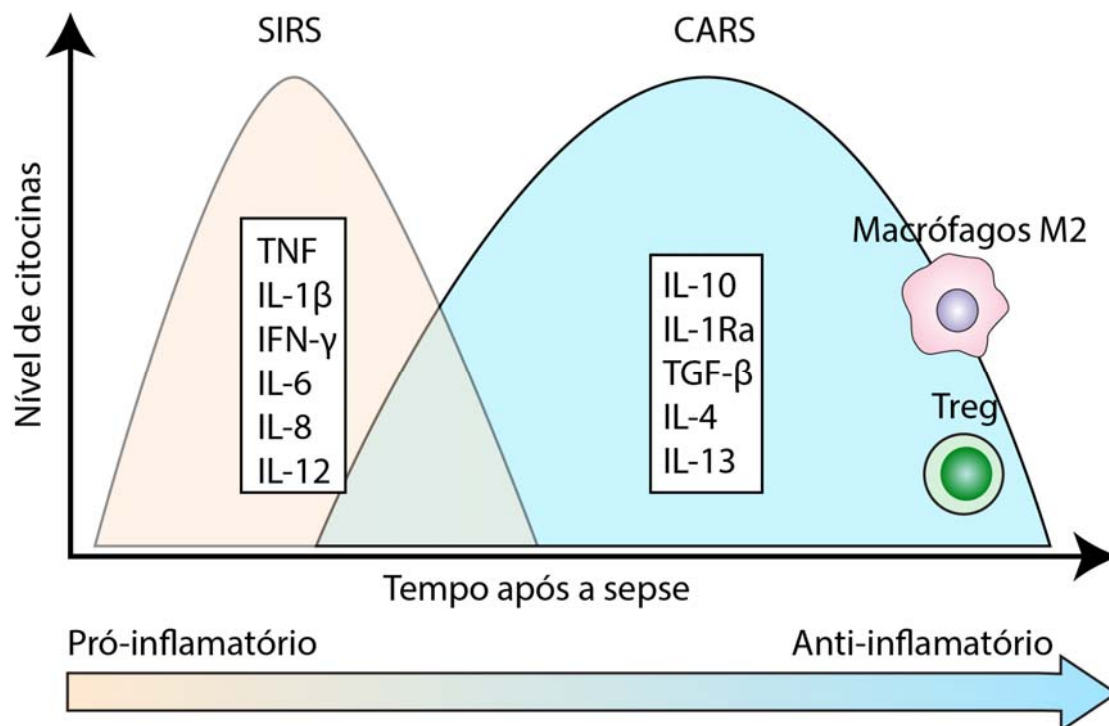 SIRS
CARS
Nível de citocinas
TNF
IL-1β
IFN-γ
IL-6
IL-8
IL-12
IL-10
IL-1Ra
TGF-β
IL-4
IL-13
Macrófagos M2
Treg
Tempo após a sepse
Pró-inflamatório
Anti-inflamatório